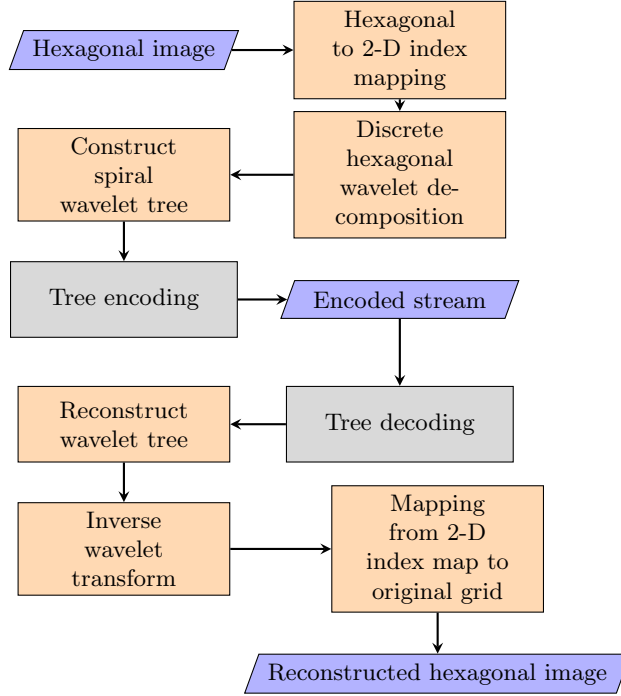 Hexagonal image
Hexagonal
to 2-D index
mapping
Discrete
hexagonal
wavelet de-
composition
Construct
spiral
wavelet tree
Tree encoding
Encoded stream
Tree decoding
Reconstruct
wavelet tree
Inverse
wavelet
transform
Mapping
from 2-D
index map to
original grid
Reconstructed hexagonal image